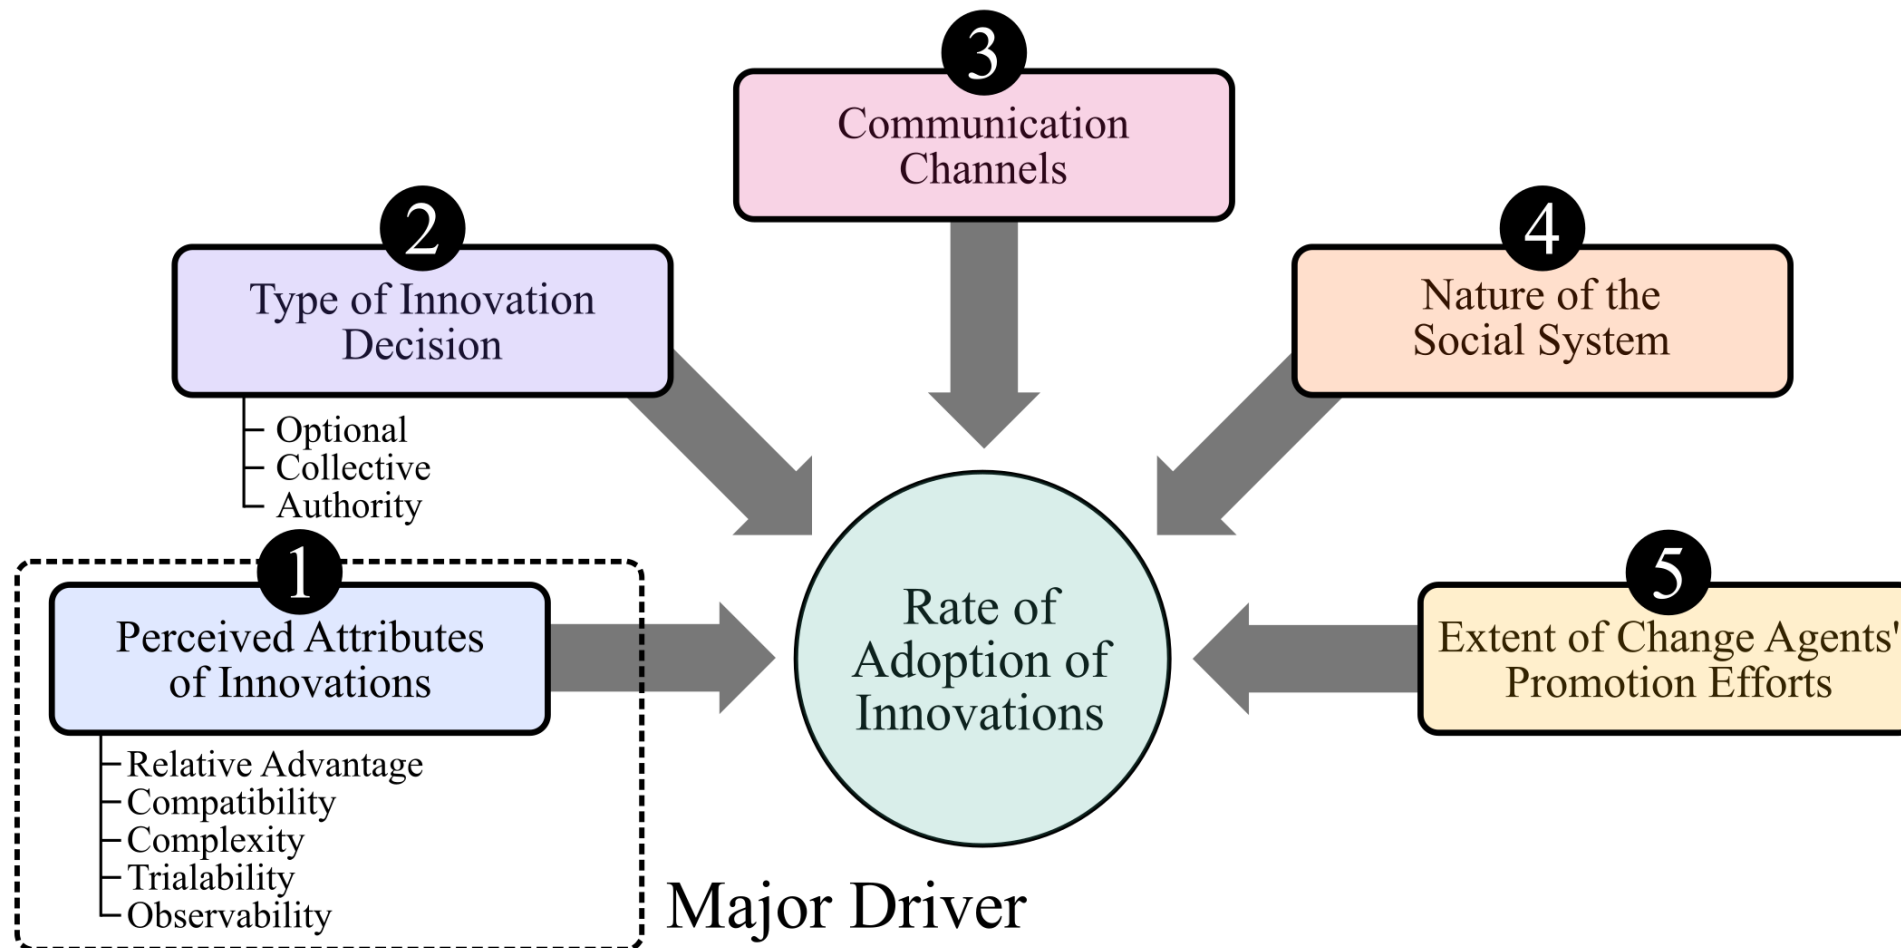 3
Communication
Channels
2
Type of Innovation
Decision
Optional
Collective
Authority
4
Nature of the
Social System
1
Perceived Attributes
of Innovations
Relative Advantage
Compatibility
Complexity
Trialability
Observability
Major Driver
Rate of
Adoption of
Innovations
5
Extent of Change Agents'
Promotion Efforts